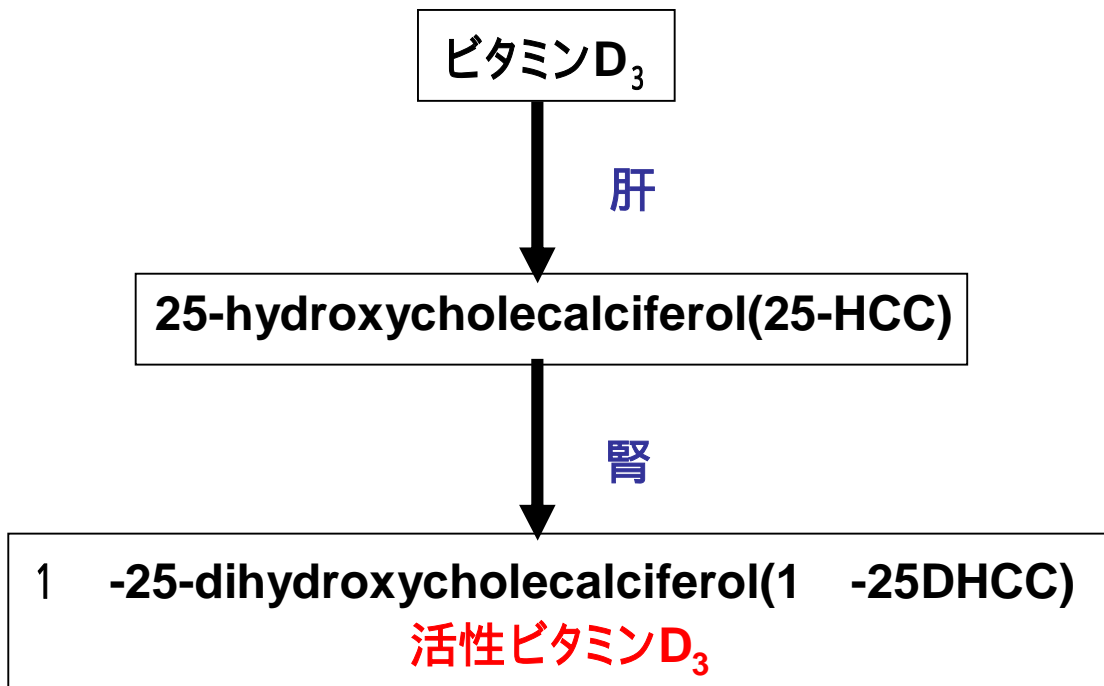 ビタミンD₃
肝
25-hydroxycholecalciferol(25-HCC)
腎
1 -25-dihydroxycholecalciferol(1 -25DHCC)
活性ビタミンD₃